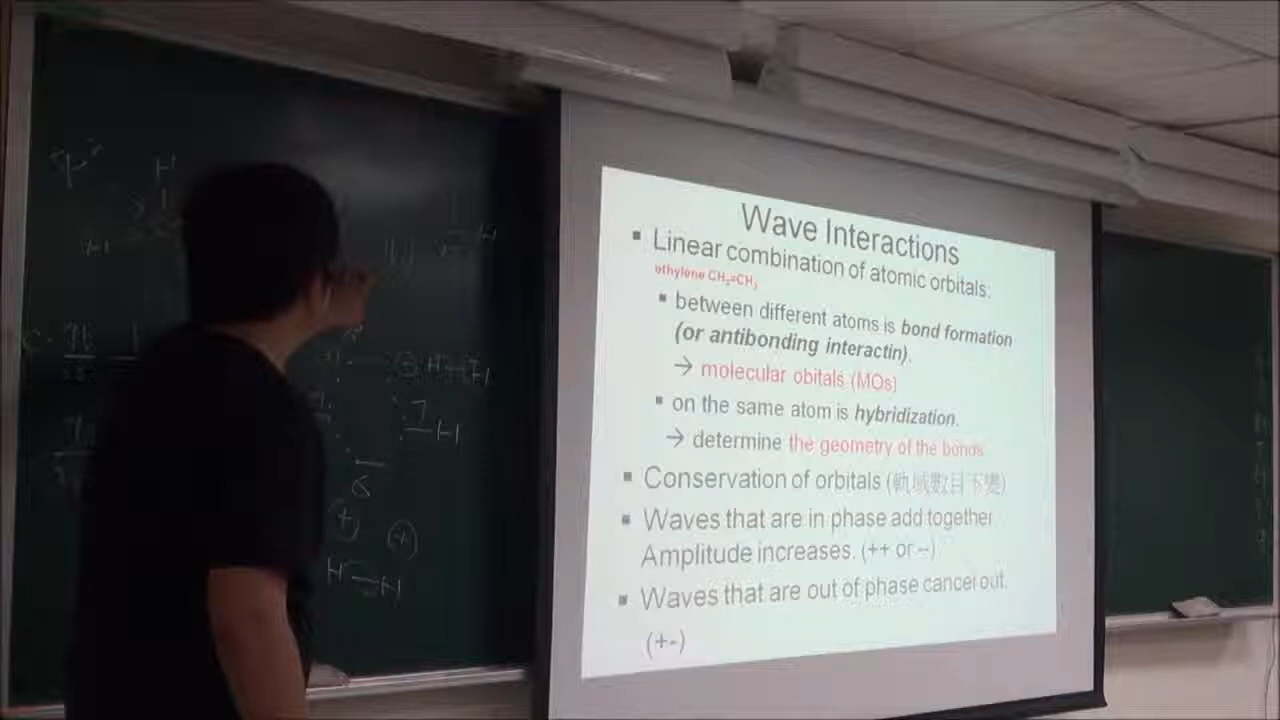 sp²
H
H
H
H
H
(+)
(+)
H—H
Wave Interactions
▪ Linear combination of atomic orbitals:
ethylene CH₂=CH₂
▪ between different atoms is bond formation
(or antibonding interactin).
→ molecular obitals (MOs)
▪ on the same atom is hybridization.
→ determine the geometry of the bonds
▪ Conservation of orbitals (軌域數目不變)
▪ Waves that are in phase add together
Amplitude increases. (++ or --)
▪ Waves that are out of phase cancel out.
(+-)